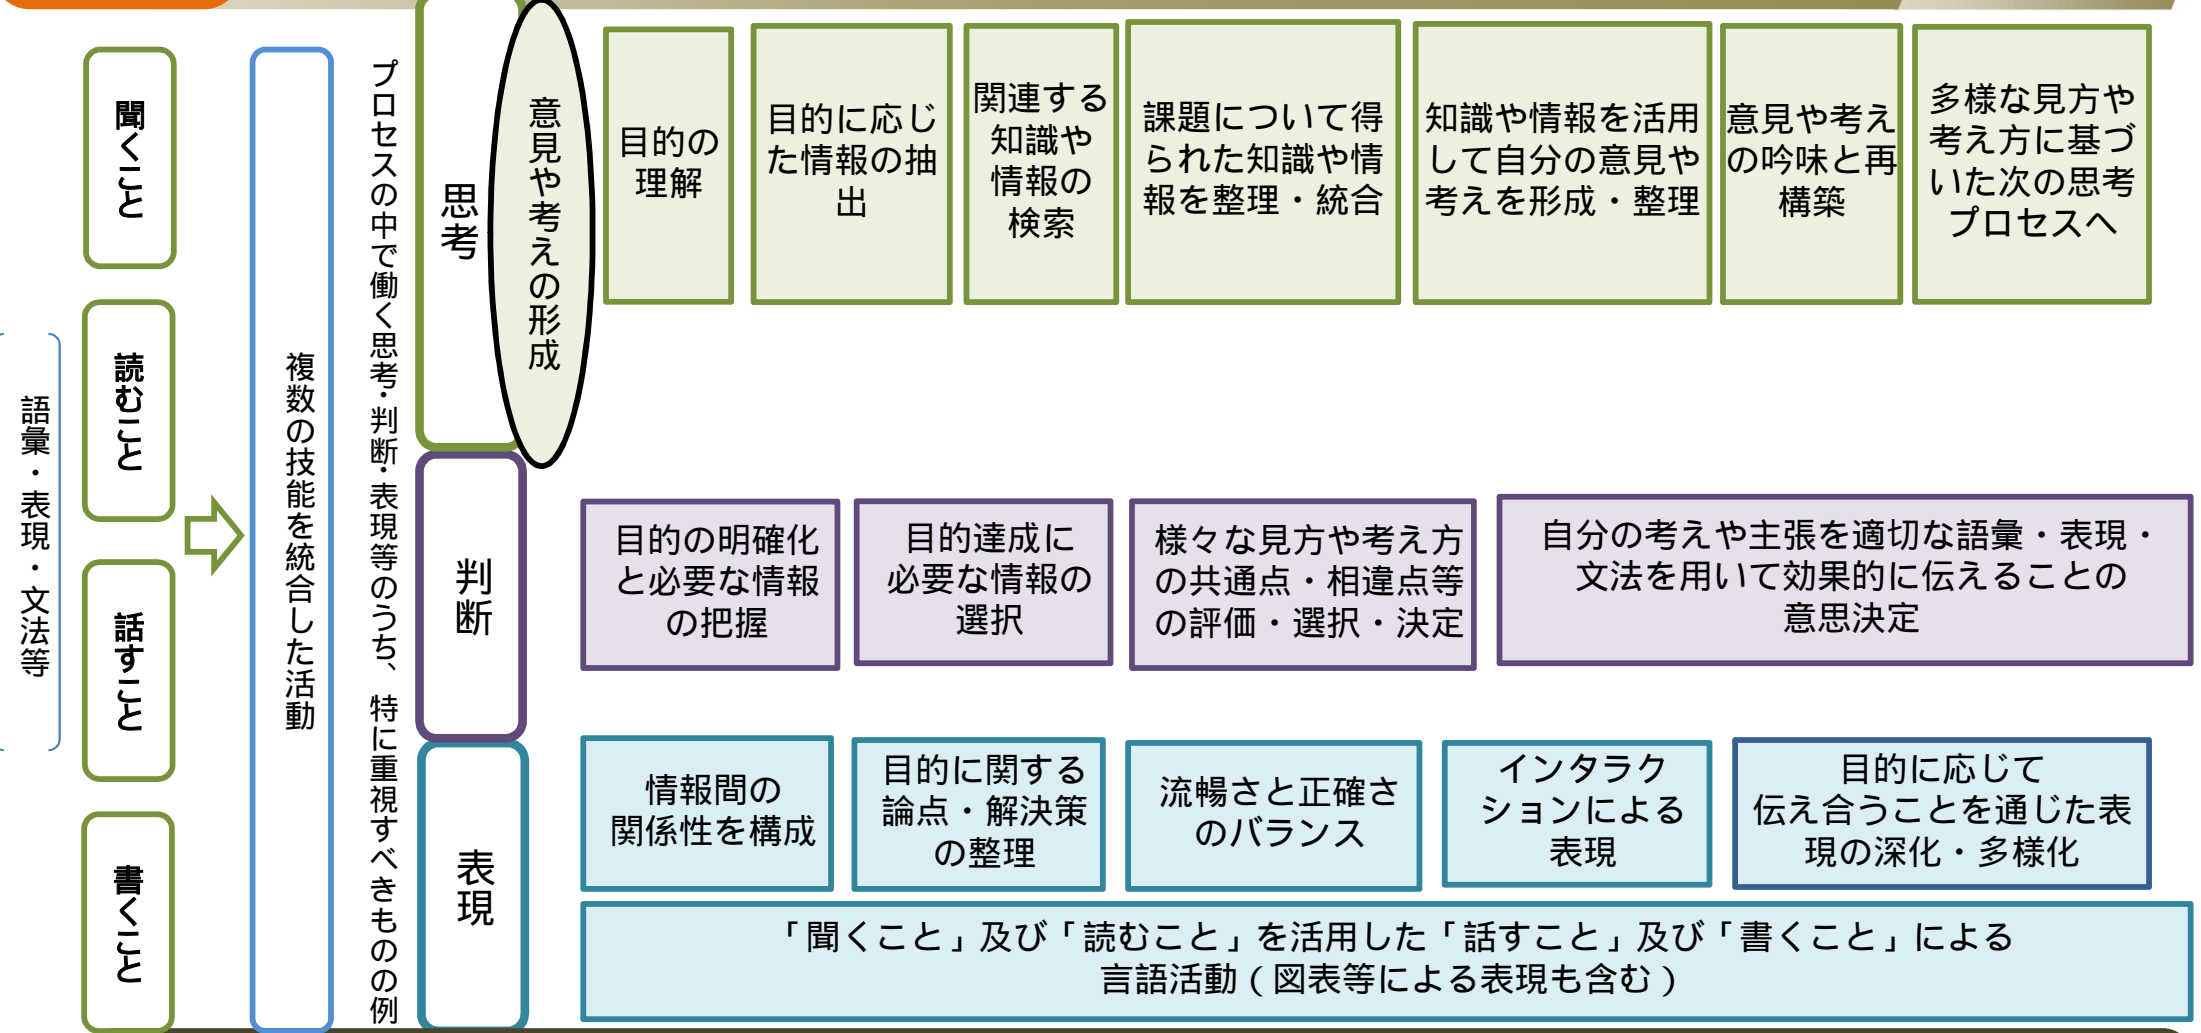 語彙・表現・文法等
聞くこと
読むこと
話すこと
書くこと
複数の技能を統合した活動
プロセスの中で働く思考・判断・表現等のうち、特に重視すべきものの例
思考
意見や考えの形成
目的の
理解
目的に応じ
た情報の抽
出
関連する
知識や
情報の
検索
課題について得
られた知識や情
報を整理・統合
知識や情報を活用
して自分の意見や
考えを形成・整理
意見や考え
の吟味と再
構築
多様な見方や
考え方に基づ
いた次の思考
プロセスへ
判断
目的の明確化
と必要な情報
の把握
目的達成に
必要な情報の
選択
様々な見方や考え方
の共通点・相違点等
の評価・選択・決定
自分の考えや主張を適切な語彙・表現・
文法を用いて効果的に伝えることの
意思決定
表現
情報間の
関係性を構成
目的に関する
論点・解決策
の整理
流暢さと正確さ
のバランス
インタラク
ションによる
表現
目的に応じて
伝え合うことを通じた表
現の深化・多様化
「聞くこと」及び「読むこと」を活用した「話すこと」及び「書くこと」による
言語活動(図表等による表現も含む)